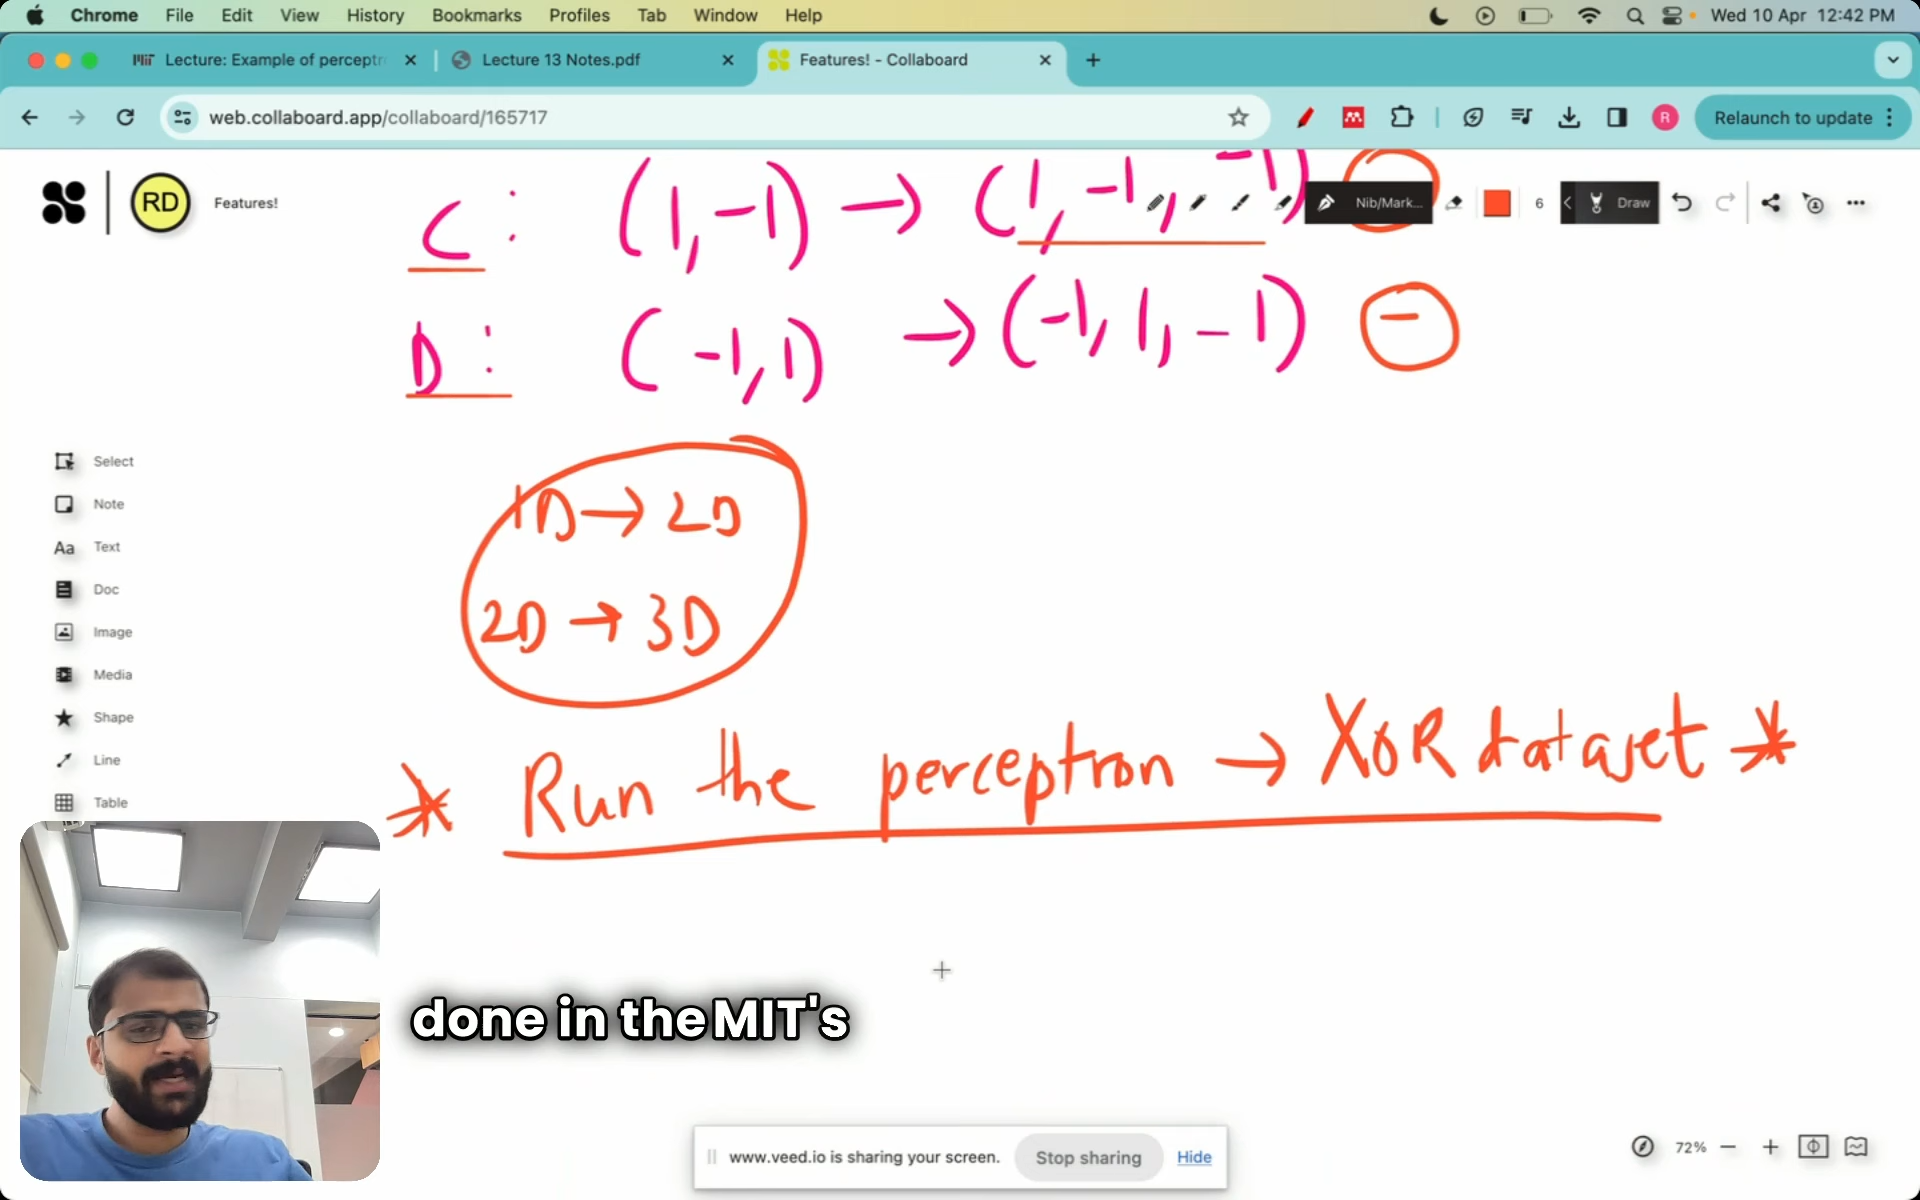 Chrome File Edit View History Bookmarks Profiles Tab Window Help Wed 10 Apr 12:42 PM
Lecture: Example of perceptr Lecture 13 Notes.pdf Features! - Collaboard
web.collaboard.app/collaboard/165717 R Relaunch to update
RD Features! Nib/Mark... 6 Draw
C: (1,-1) → (1,-1,-1)
D: (-1,1) → (-1,1,-1) -
Select
Note
Text
Doc
Image
Media
Shape
Line
Table
1D → 2D
2D → 3D
* Run the perceptron → XOR dataset *
done in the MIT's
www.veed.io is sharing your screen. Stop sharing Hide
72%